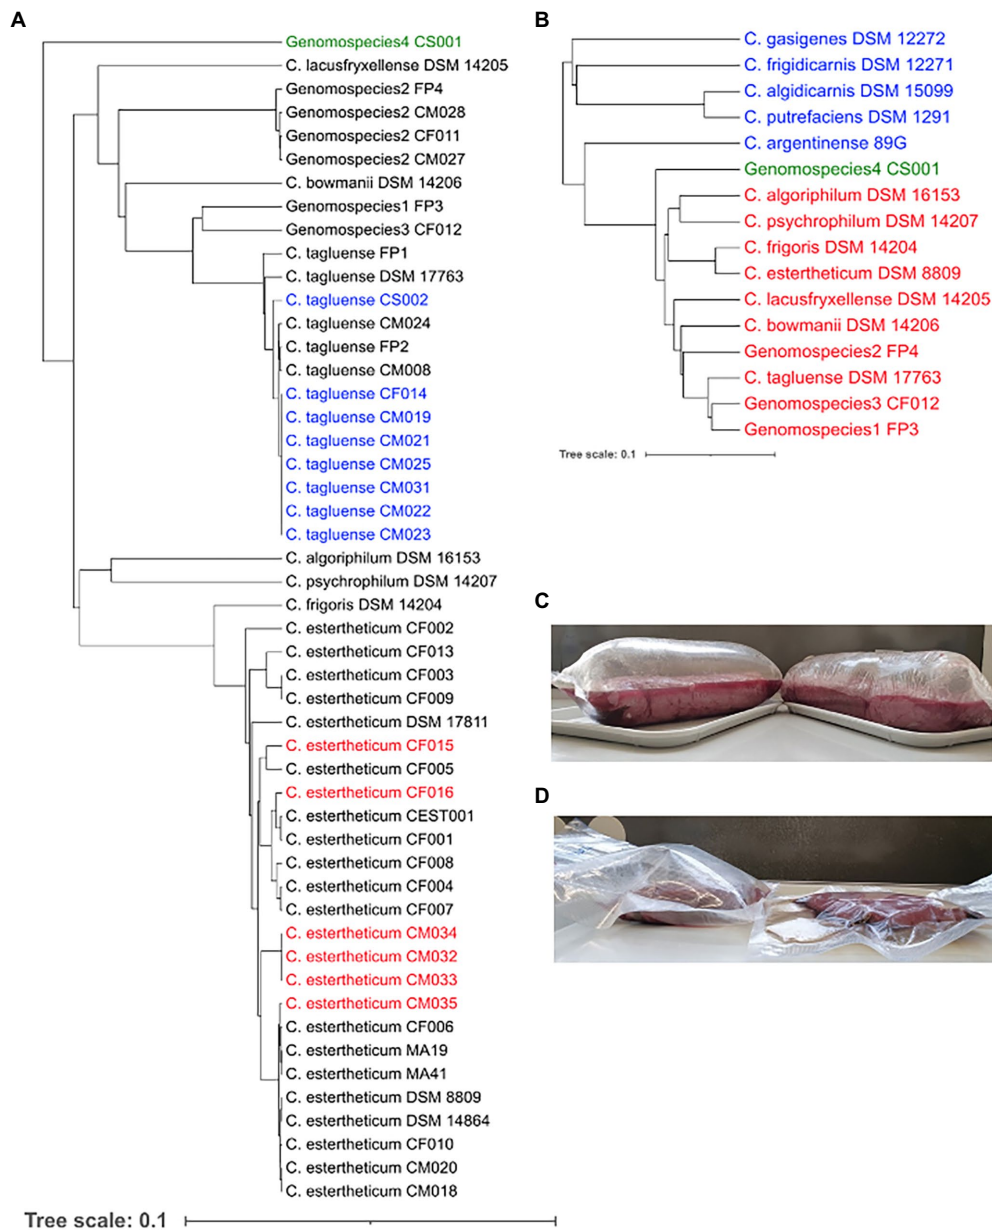 A
Genomospecies4 CS001
C. lacusfryxellense DSM 14205
Genomospecies2 FP4
Genomospecies2 CM028
Genomospecies2 CF011
Genomospecies2 CM027
C. bowmanii DSM 14206
Genomospecies1 FP3
Genomospecies3 CF012
C. tagluense FP1
C. tagluense DSM 17763
C. tagluense CS002
C. tagluense CM024
C. tagluense FP2
C. tagluense CM008
C. tagluense CF014
C. tagluense CM019
C. tagluense CM021
C. tagluense CM025
C. tagluense CM031
C. tagluense CM022
C. tagluense CM023
C. algoriphilum DSM 16153
C. psychrophilum DSM 14207
C. frigoris DSM 14204
C. estertheticum CF002
C. estertheticum CF013
C. estertheticum CF003
C. estertheticum CF009
C. estertheticum DSM 17811
C. estertheticum CF015
C. estertheticum CF005
C. estertheticum CF016
C. estertheticum CEST001
C. estertheticum CF001
C. estertheticum CF008
C. estertheticum CF004
C. estertheticum CF007
C. estertheticum CM034
C. estertheticum CM032
C. estertheticum CM033
C. estertheticum CM035
C. estertheticum CF006
C. estertheticum MA19
C. estertheticum MA41
C. estertheticum DSM 8809
C. estertheticum DSM 14864
C. estertheticum CF010
C. estertheticum CM020
C. estertheticum CM018
Tree scale: 0.1
B
C. gasigenes DSM 12272
C. frigidicarnis DSM 12271
C. algidicarnis DSM 15099
C. putrefaciens DSM 1291
C. argentinense 89G
Genomospecies4 CS001
C. algoriphilum DSM 16153
C. psychrophilum DSM 14207
C. frigoris DSM 14204
C. estertheticum DSM 8809
C. lacusfryxellense DSM 14205
C. bowmanii DSM 14206
Genomospecies2 FP4
C. tagluense DSM 17763
Genomospecies3 CF012
Genomospecies1 FP3
Tree scale: 0.1
C
D